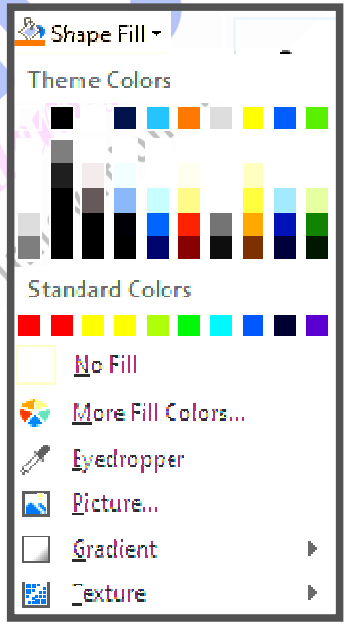 Shape Fill
Theme Colors
Standard Colors
No Fill
More Fill Colors...
Eyedropper
Picture...
Gradient
Texture